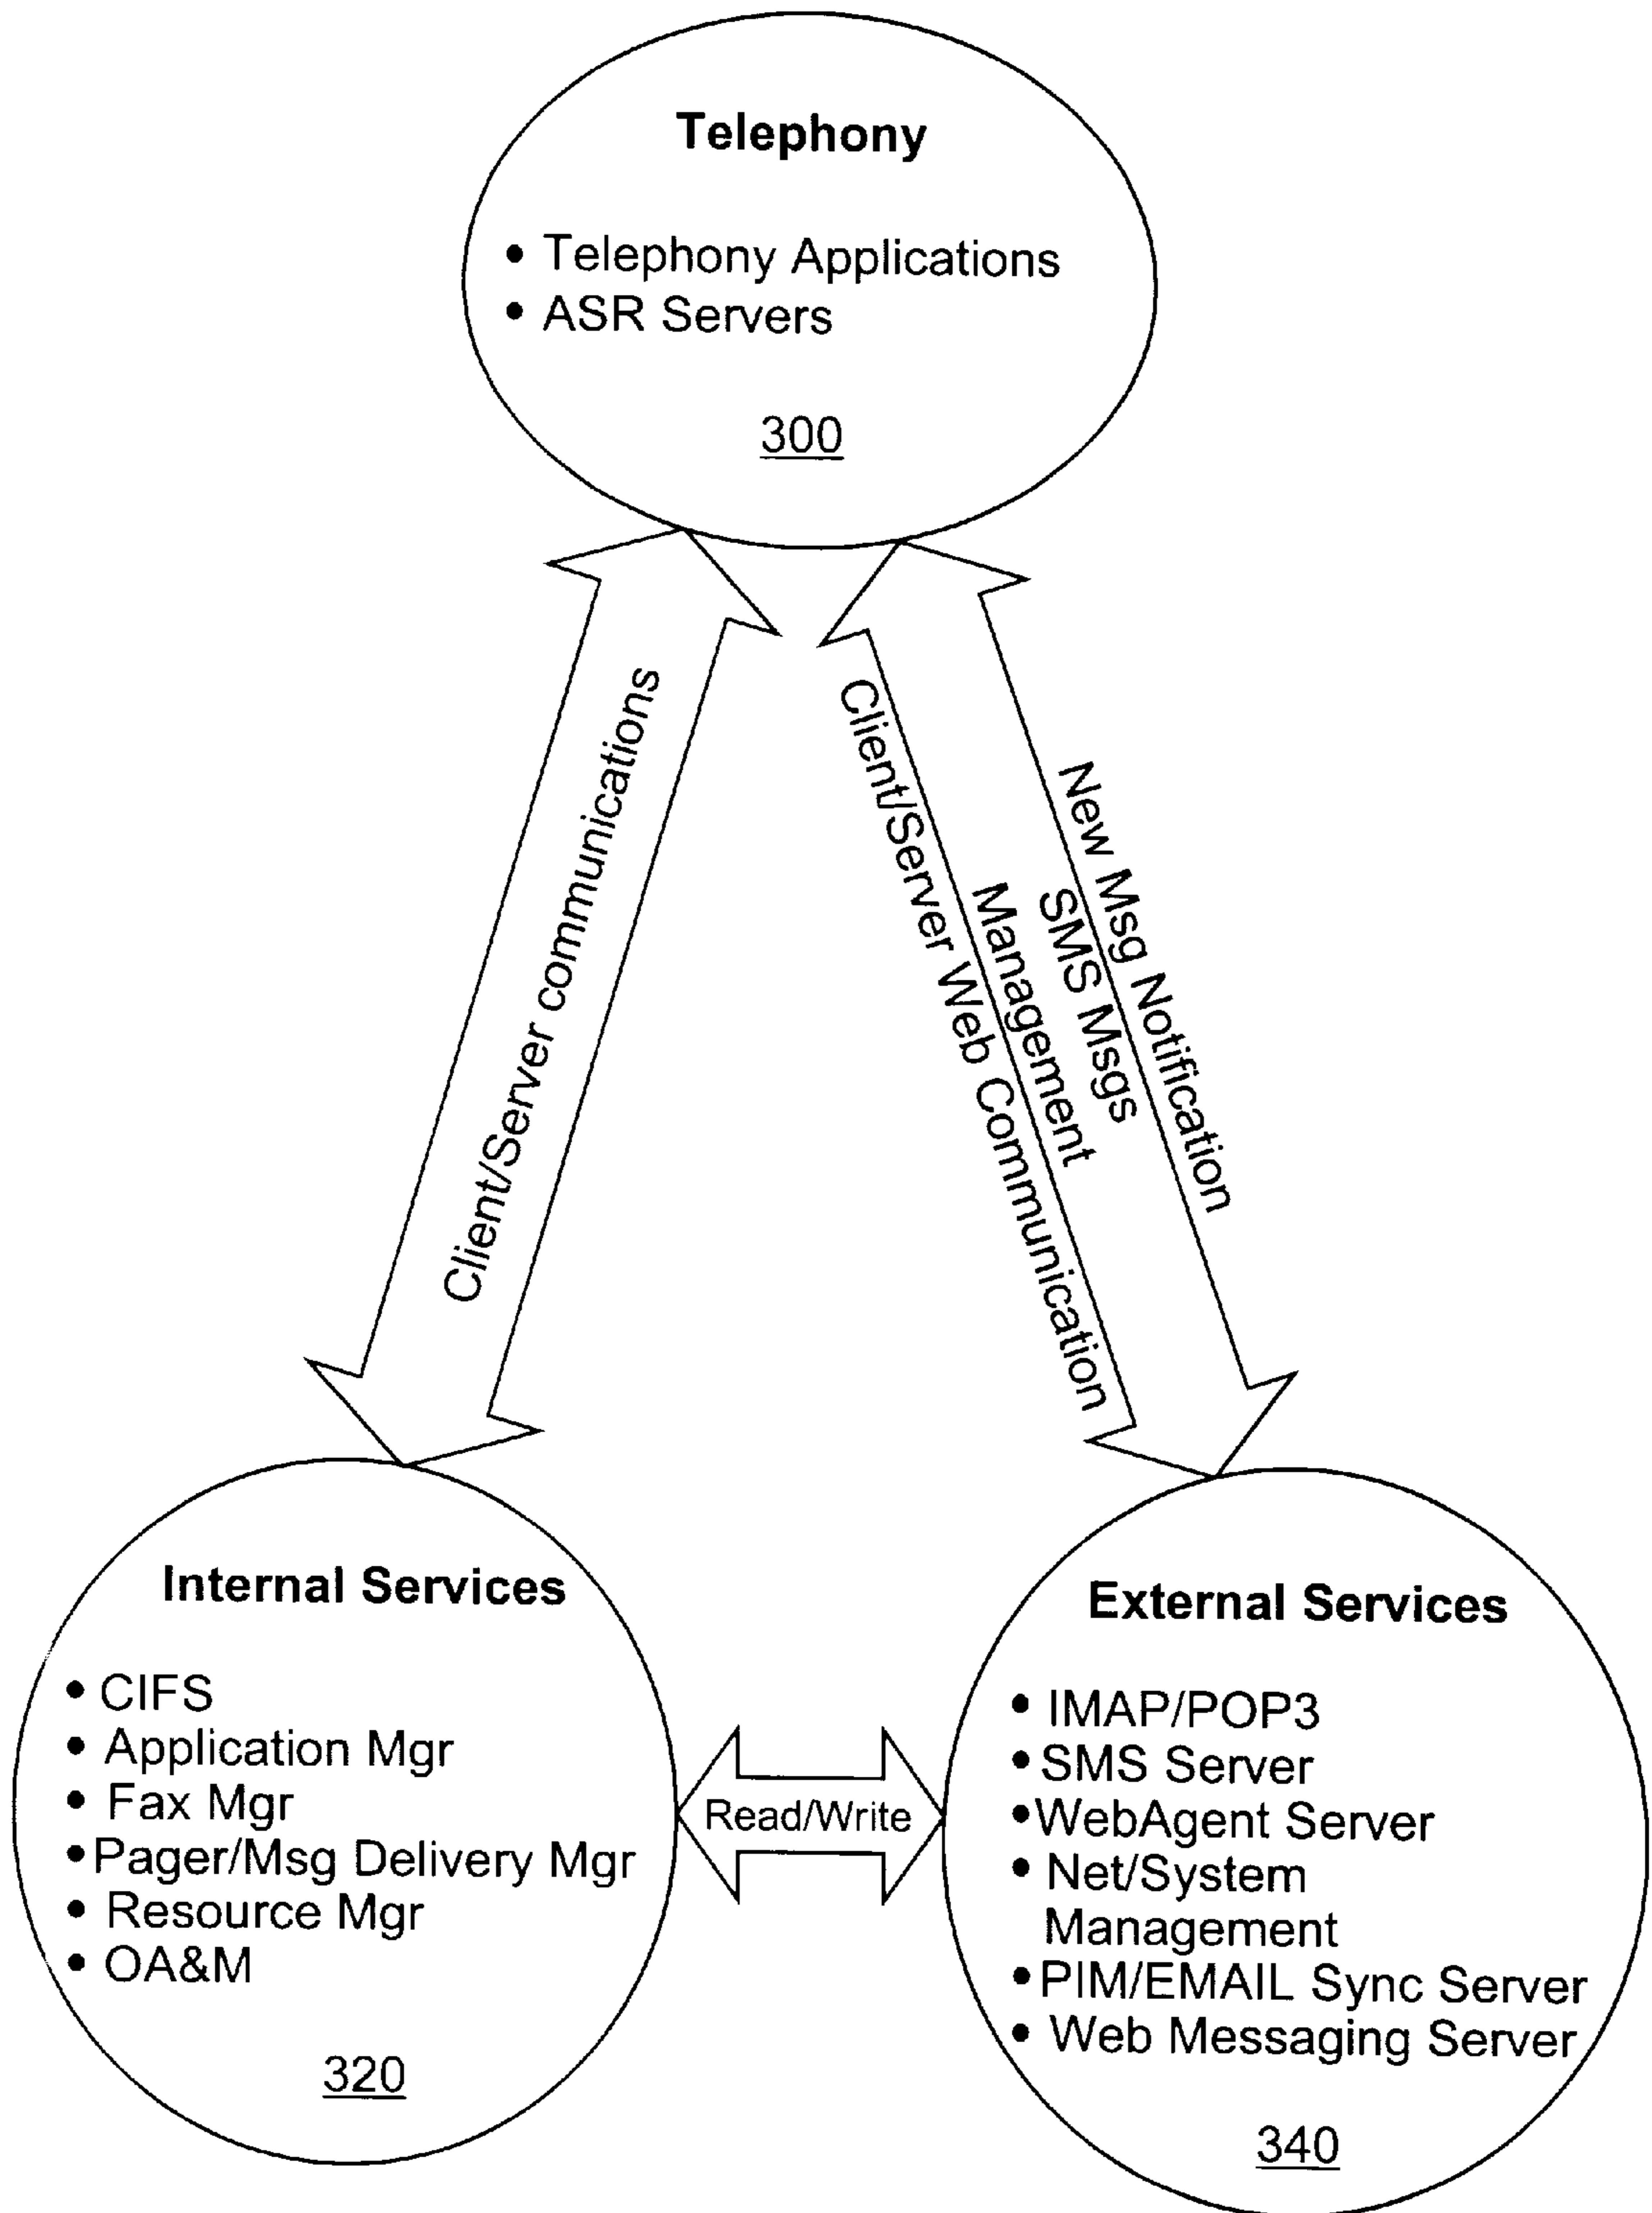 Telephony
• Telephony Applications
• ASR Servers
300
Client/Server communications
New Msg Notification
SMS Msgs
Management
Client/Server Web Communication
Internal Services
• CIFS
• Application Mgr
• Fax Mgr
• Pager/Msg Delivery Mgr
• Resource Mgr
• OA&M
320
Read/Write
External Services
• IMAP/POP3
• SMS Server
• WebAgent Server
• Net/System
Management
• PIM/EMAIL Sync Server
• Web Messaging Server
340